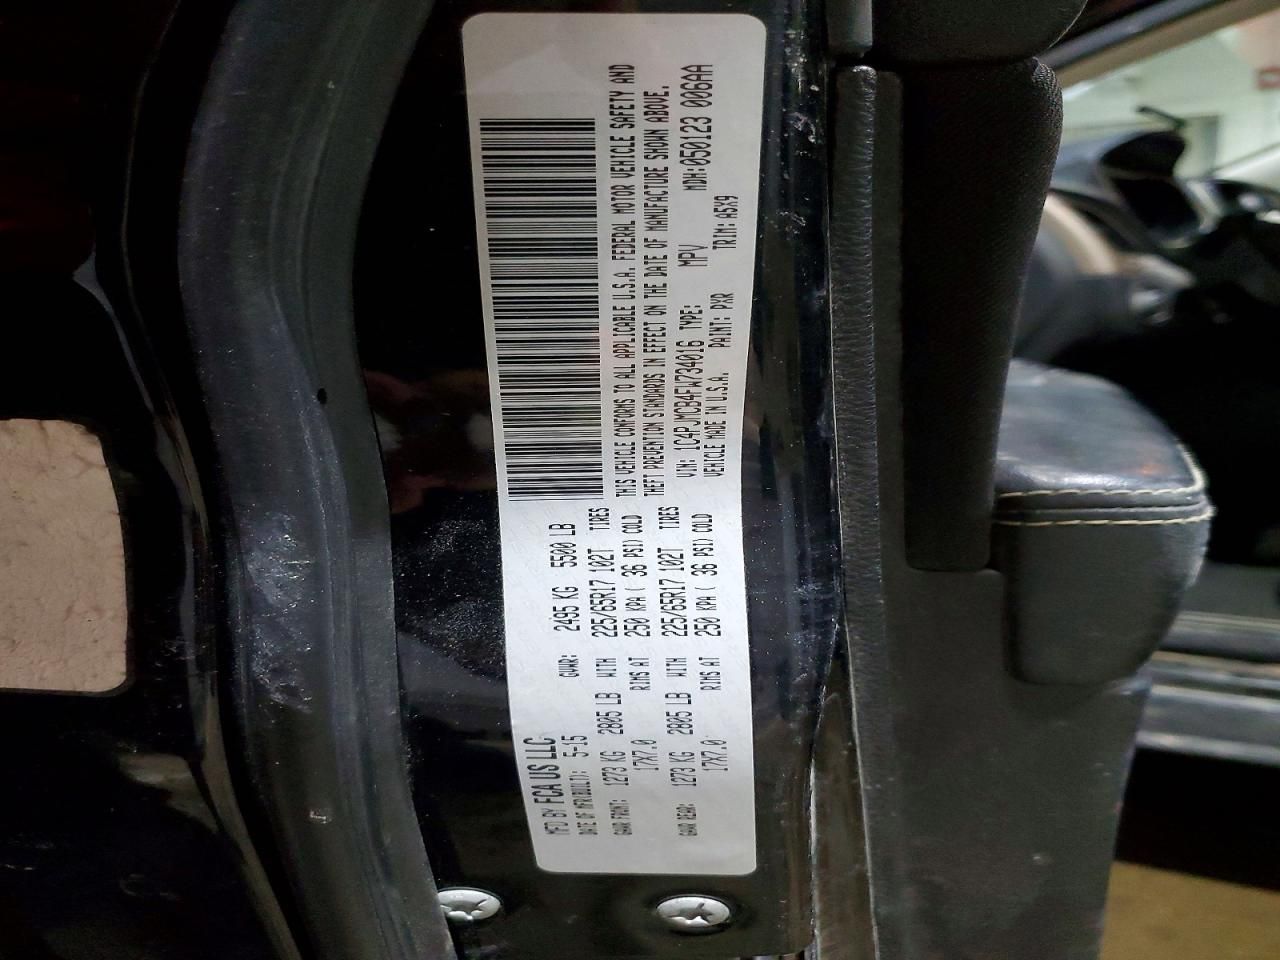 MFD BY FCA US LLC
DATE OF MFR(BUILT): 5-15 GVWR: 2495 KG 5500 LB
GAWR FRONT: 1273 KG 2805 LB WITH 225/65R17 102T TIRES
17X7.0 RIMS AT 250 KPA ( 36 PSI) COLD
GAWR REAR: 1273 KG 2805 LB WITH 225/65R17 102T TIRES
17X7.0 RIMS AT 250 KPA ( 36 PSI) COLD
THIS VEHICLE CONFORMS TO ALL APPLICABLE U.S.A. FEDERAL MOTOR VEHICLE SAFETY AND
THEFT PREVENTION STANDARDS IN EFFECT ON THE DATE OF MANUFACTURE SHOWN ABOVE.
VIN: 1C4PJMCB4FW734016 TYPE: MPV MDH:050123 006AA
VEHICLE MADE IN U.S.A. PAINT: PXR TRIM: A5X9